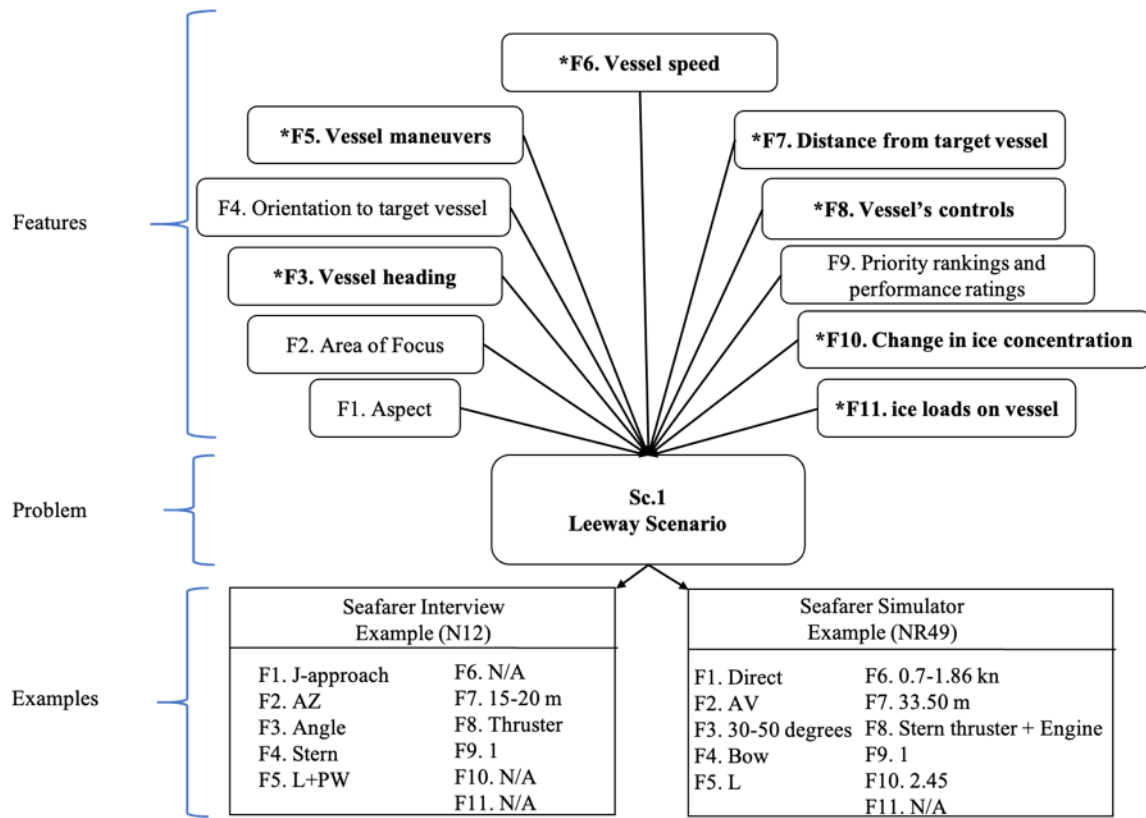 *F6. Vessel speed
*F5. Vessel maneuvers
*F7. Distance from target vessel
F4. Orientation to target vessel
*F8. Vessel’s controls
Features
*F3. Vessel heading
F9. Priority rankings and
performance ratings
F2. Area of Focus
*F10. Change in ice concentration
F1. Aspect
*F11. ice loads on vessel
Problem
Sc.1
Leeway Scenario
Examples
Seafarer Interview
Example (N12)
F1. J-approach
F2. AZ
F3. Angle
F4. Stern
F5. L+PW
F6. N/A
F7. 15-20 m
F8. Thruster
F9. 1
F10. N/A
F11. N/A
Seafarer Simulator
Example (NR49)
F1. Direct
F2. AV
F3. 30-50 degrees
F4. Bow
F5. L
F6. 0.7-1.86 kn
F7. 33.50 m
F8. Stern thruster + Engine
F9. 1
F10. 2.45
F11. N/A